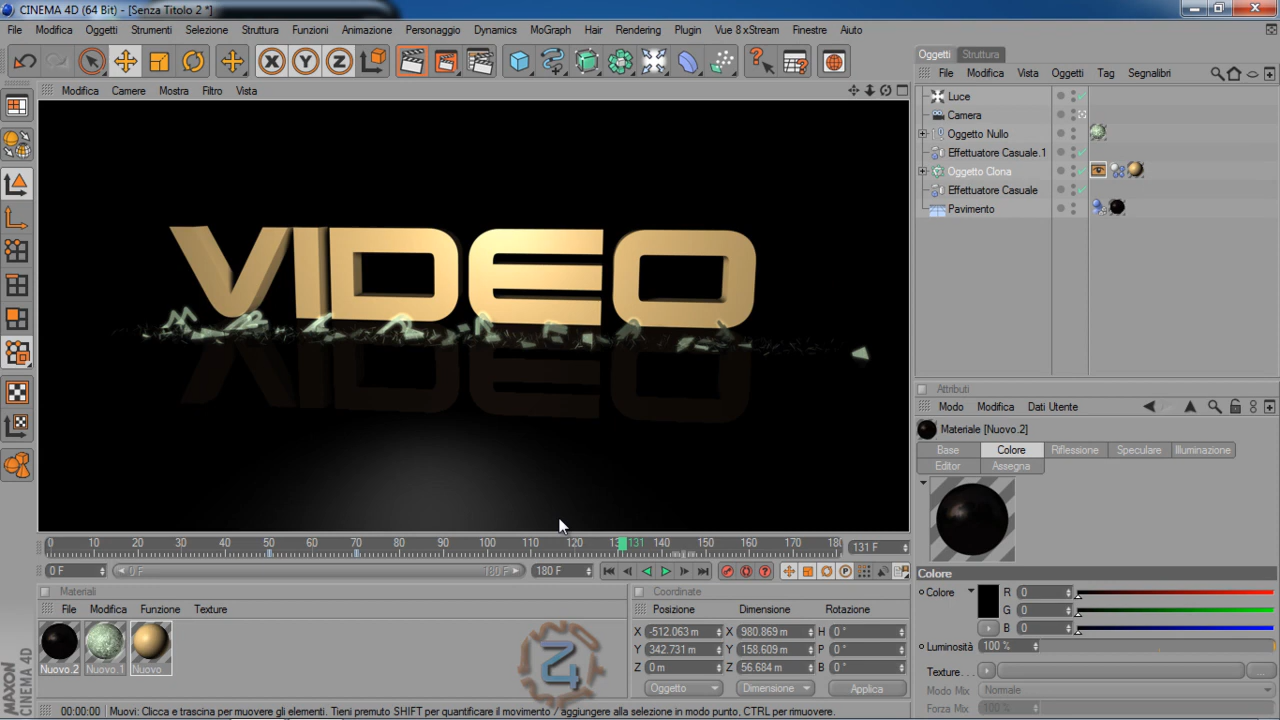 CINEMA 4D (64 Bit) - [Senza Titolo 2 *]
File Modifica Oggetti Strumenti Selezione Struttura Funzioni Animazione Personaggio Dynamics MoGraph Hair Rendering Plugin Vue 8 xStream Finestre Aiuto
X Y Z
Oggetti Struttura
File Modifica Vista Oggetti Tag Segnalibri
Modifica Camere Mostra Filtro Vista
Luce
Camera
Oggetto Nullo
Effettuatore Casuale.1
Oggetto Clona
Effettuatore Casuale
Pavimento
VIDEO
Attributi
Modo Modifica Dati Utente
Materiale [Nuovo.2]
Base Colore Riflessione Speculare Illuminazione
Editor Assegna
0 10 20 30 40 50 60 70 80 90 100 110 120 131 140 150 160 170 131 F
0 F 0 F 180 F 180 F
Colore
Colore R 0
G 0
B 0
Luminosità 100 %
Texture
Modo Mix Normale
Forza Mix 100 %
Materiali
File Modifica Funzione Texture
Nuovo.2 Nuovo.1 Nuovo
Coordinate
Posizione Dimensione Rotazione
X -512.063 m X 980.869 m H 0 °
Y 342.731 m Y 158.609 m P 0 °
Z 0 m Z 56.684 m B 0 °
Oggetto Dimensione Applica
MAXON
CINEMA 4D
00:00:00 Muovi: Clicca e trascina per muovere gli elementi. Tieni premuto SHIFT per quantificare il movimento / aggiungere alla selezione in modo punto, CTRL per rimuovere.